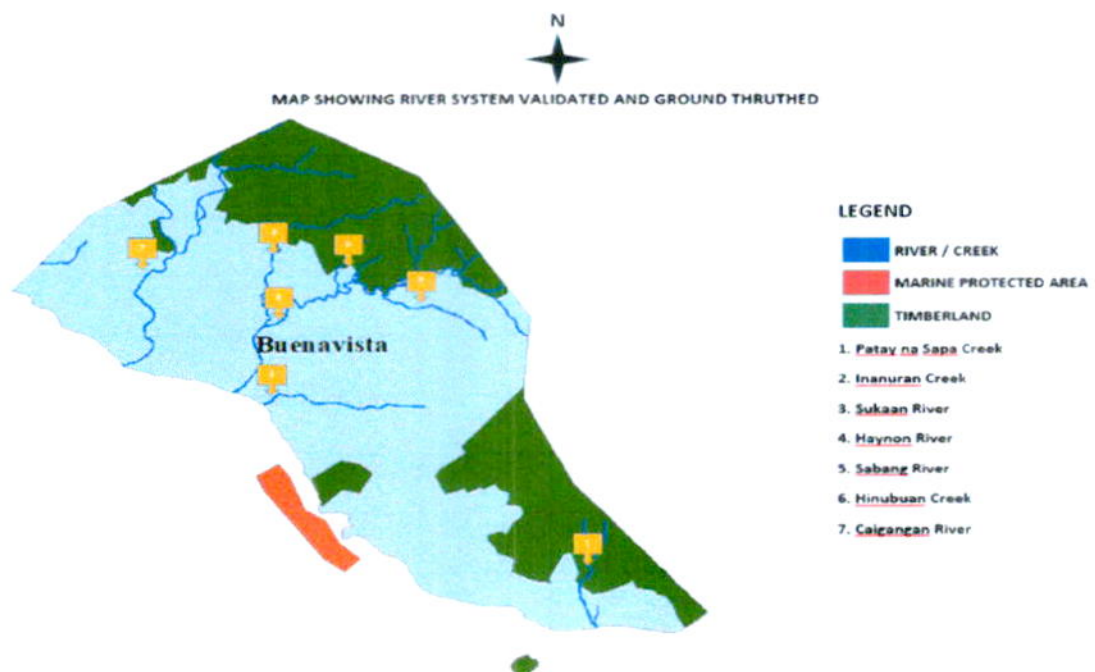 N
MAP SHOWING RIVER SYSTEM VALIDATED AND GROUND THRUTHED
LEGEND
RIVER / CREEK
MARINE PROTECTED AREA
TIMBERLAND
1. Patay na Sapa Creek
2. Inanuran Creek
3. Sukaan River
4. Haynon River
5. Sabang River
6. Hinubuan Creek
7. Caigangan River
Buenavista